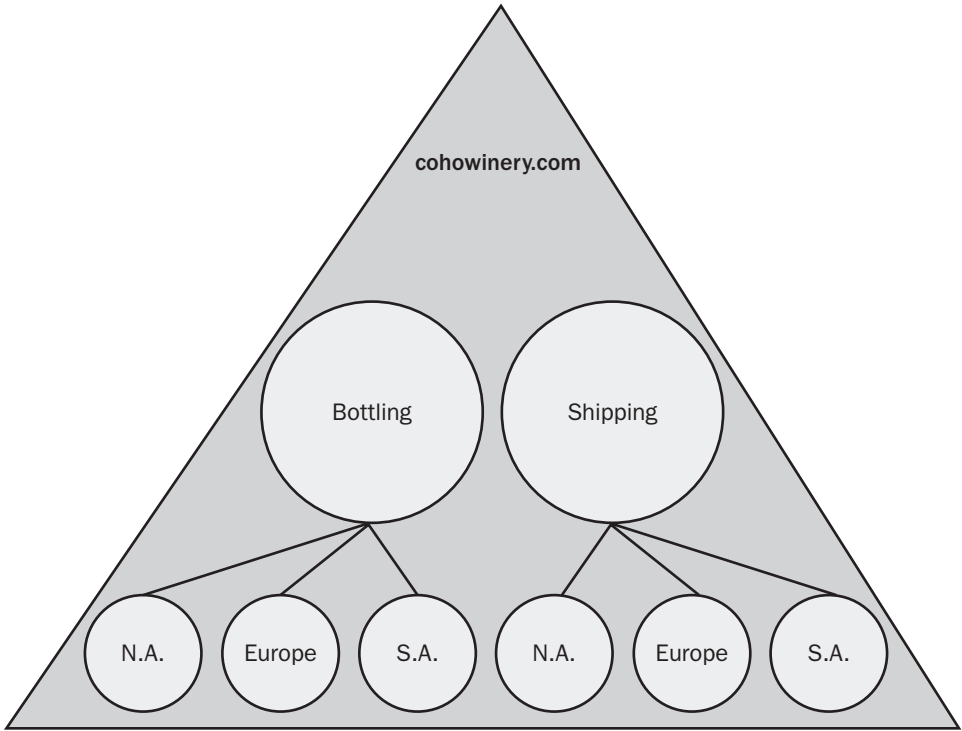 cohowinery.com
Bottling
Shipping
N.A.
Europe
S.A.
N.A.
Europe
S.A.